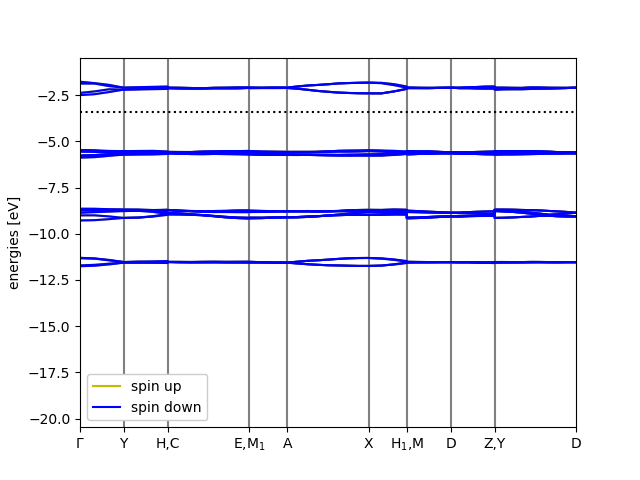 energies [eV]
−2.5
−5.0
−7.5
−10.0
−12.5
−15.0
−17.5
−20.0
spin up
spin down
Γ Y H,C E,M₁ A X H₁,M D Z,Y D